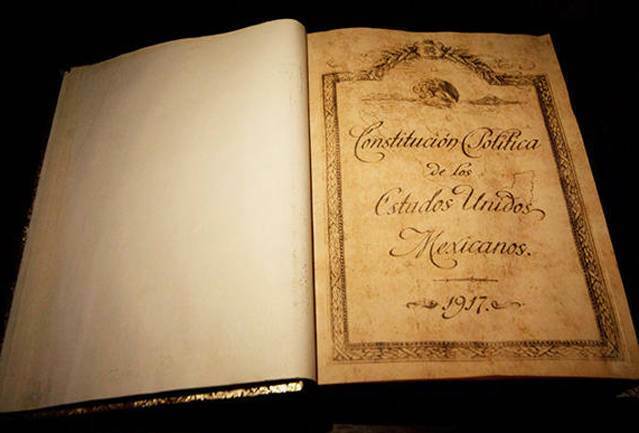 Constitución Política
de los
Estados Unidos
Mexicanos.
1917.